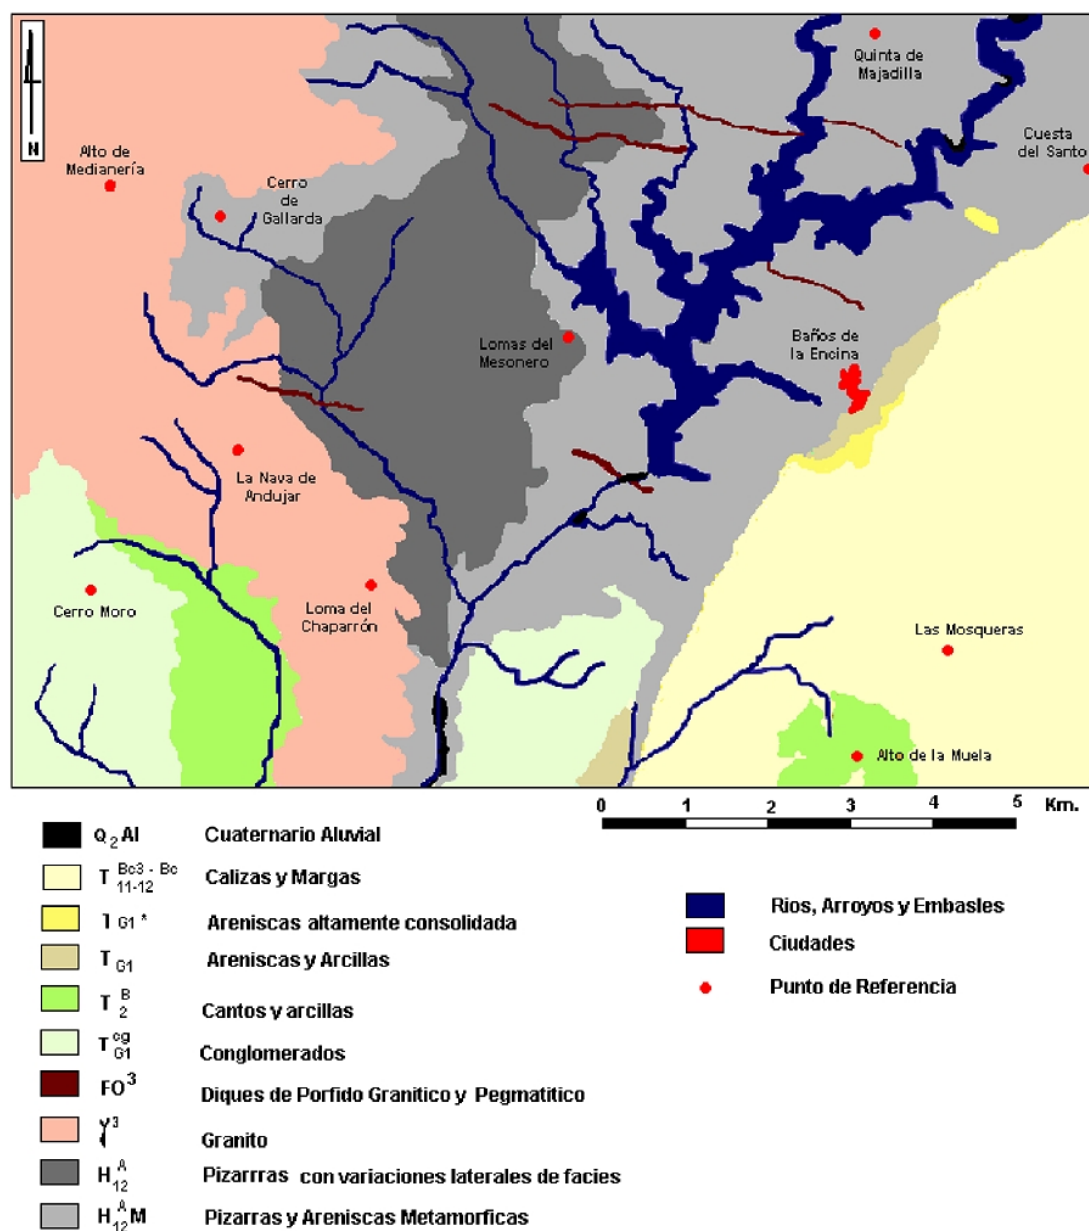 N
Quinta de
Majadilla
Cuesta
del Santo
Alto de
Medianería
Cerro
de
Gallarda
Lomas del
Mesonero
Baños de
la Encina
La Nava de
Andujar
Cerro Moro
Loma del
Chaparrón
Las Mosqueras
Alto de la Muela
0 1 2 3 4 5 Km.
Q2Al Cuaternario Aluvial
T Bc3 - Bc 11-12 Calizas y Margas
T G1 * Areniscas altamente consolidada
T G1 Areniscas y Arcillas
T B 2 Cantos y arcillas
T cg G1 Conglomerados
FO3 Diques de Porfido Granitico y Pegmatitico
γ3 Granito
H A 12 Pizarrras con variaciones laterales de facies
H A 12 M Pizarras y Areniscas Metamorficas
Rios, Arroyos y Embasles
Ciudades
Punto de Referencia